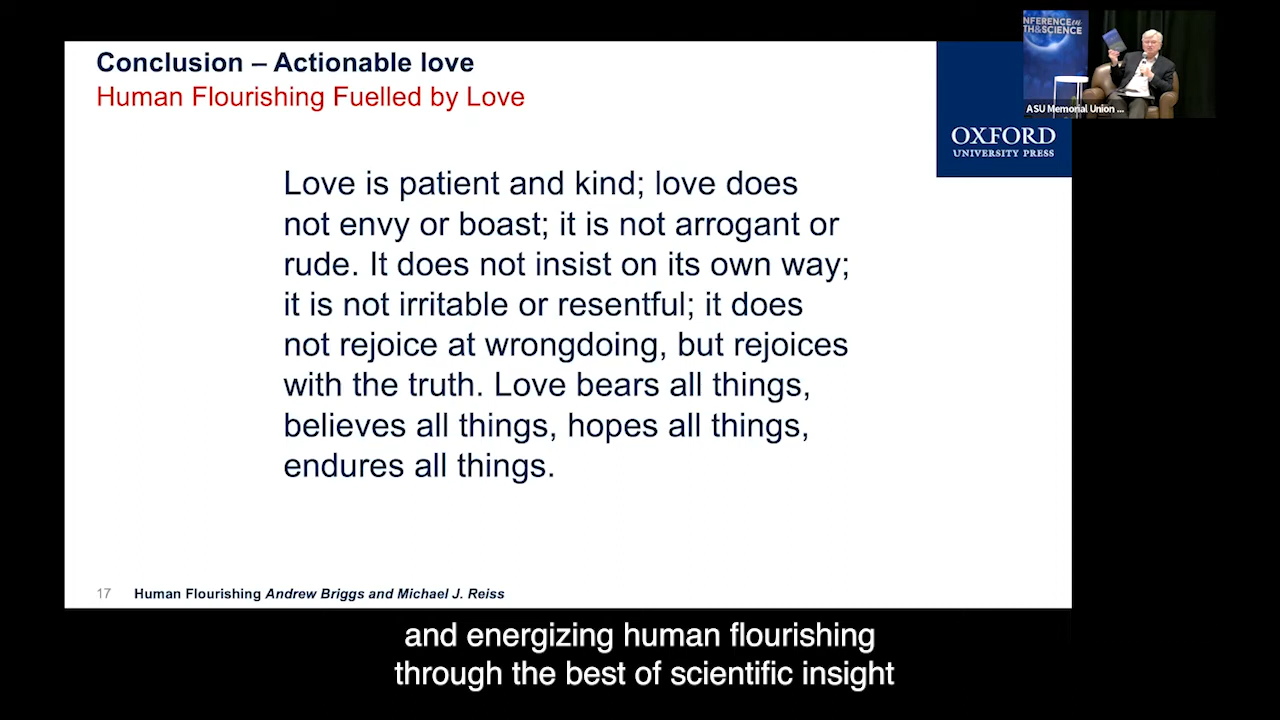 Conclusion – Actionable love
Human Flourishing Fuelled by Love
NFERENCE in
TH&SCIENCE
ASU Memorial Union ...
OXFORD
UNIVERSITY PRESS
Love is patient and kind; love does
not envy or boast; it is not arrogant or
rude. It does not insist on its own way;
it is not irritable or resentful; it does
not rejoice at wrongdoing, but rejoices
with the truth. Love bears all things,
believes all things, hopes all things,
endures all things.
17 Human Flourishing Andrew Briggs and Michael J. Reiss
and energizing human flourishing
through the best of scientific insight